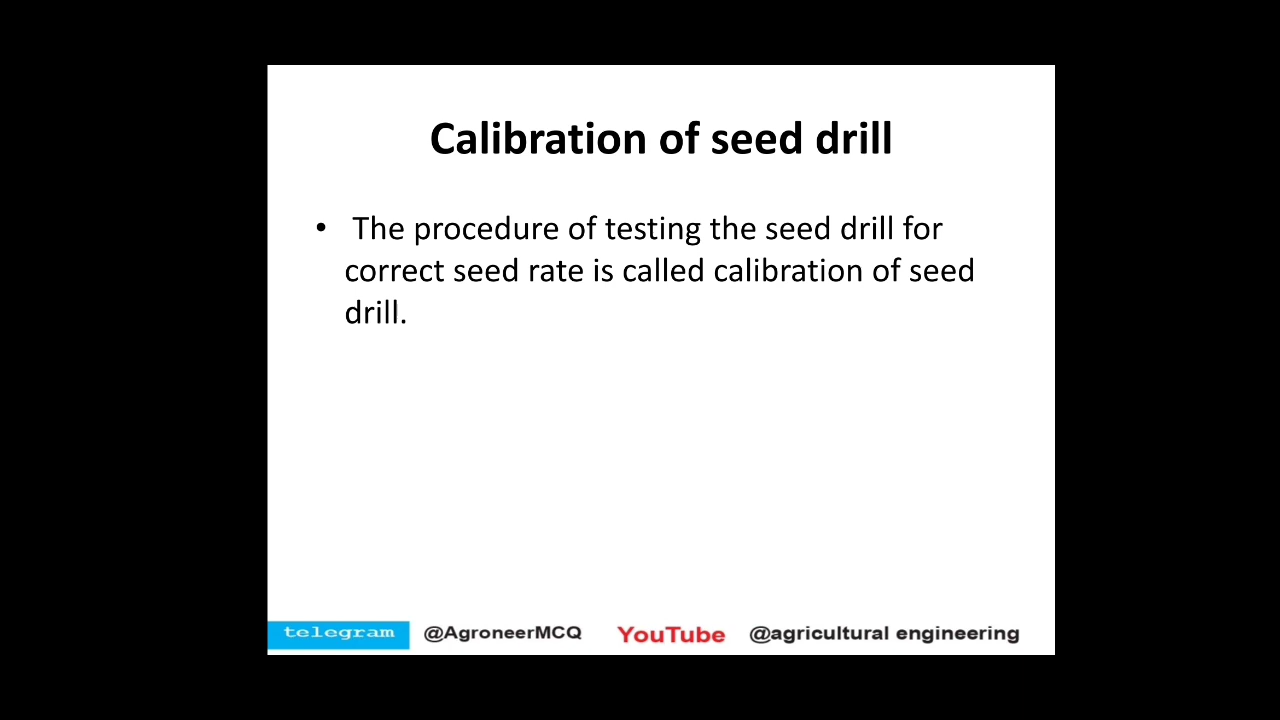 Calibration of seed drill
• The procedure of testing the seed drill for
correct seed rate is called calibration of seed
drill.
telegram @AgroneerMCQ YouTube @agricultural engineering